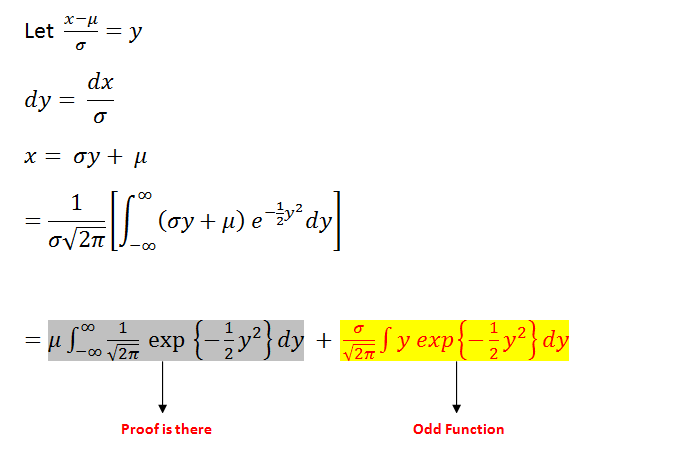 Let (x−μ)/σ = y
dy = dx/σ
x = σy + μ
= 1/(σ√2π) [∫_{−∞}^{∞} (σy + μ) e^{−½y²} dy]
= μ ∫_{−∞}^{∞} 1/√2π exp {−½y²} dy + σ/√2π ∫ y exp {−½y²} dy
Proof is there Odd Function